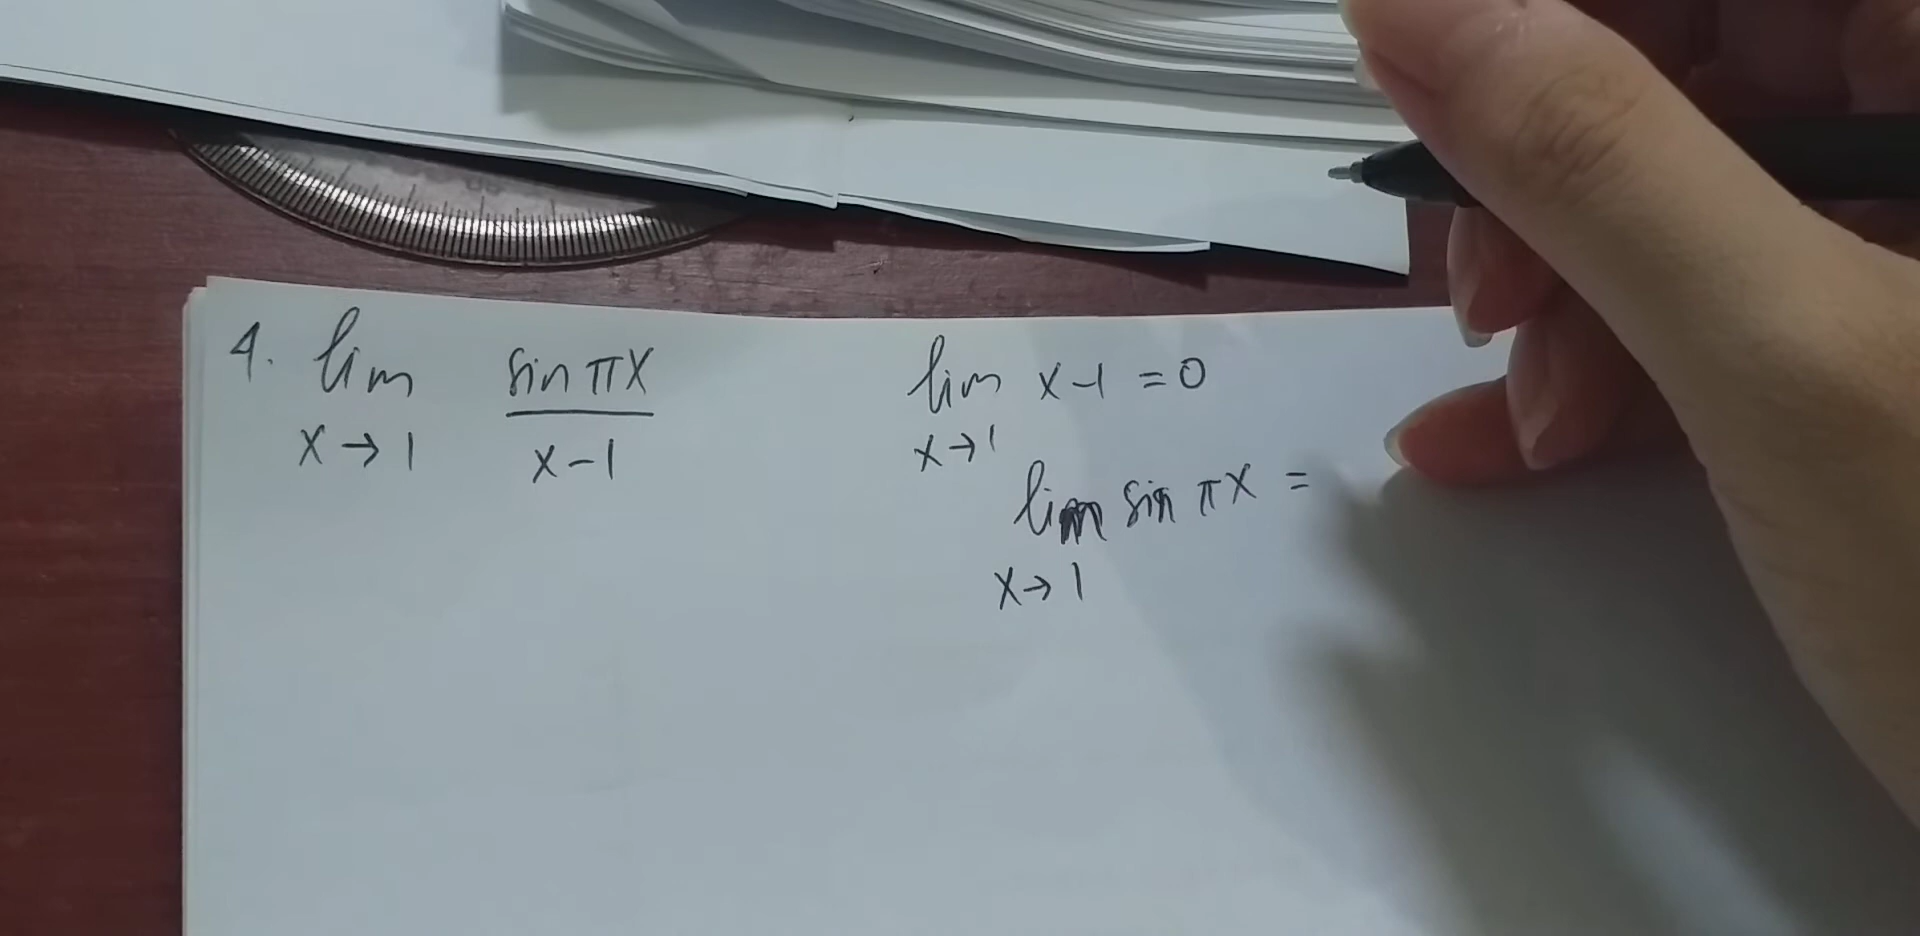 4. lim sin πx
x → 1 x-1
lim x-1 = 0
x → 1
lim sin πx =
x → 1